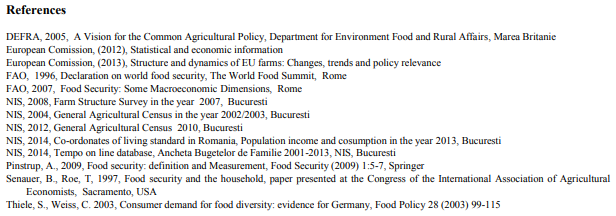 References
DEFRA, 2005, A Vision for the Common Agricultural Policy, Department for Environment Food and Rural Affairs, Marea Britanie
European Comission, (2012), Statistical and economic information
European Comission, (2013), Structure and dynamics of EU farms: Changes, trends and policy relevance
FAO, 1996, Declaration on world food security, The World Food Summit, Rome
FAO, 2007, Food Security: Some Macroeconomic Dimensions, Rome
NIS, 2008, Farm Structure Survey in the year 2007, Bucuresti
NIS, 2004, General Agricultural Census in the year 2002/2003, Bucuresti
NIS, 2012, General Agricultural Census 2010, Bucuresti
NIS, 2014, Co-ordonates of living standard in Romania, Population income and cosumption in the year 2013, Bucuresti
NIS, 2014, Tempo on line database, Ancheta Bugetelor de Familie 2001-2013, NIS, Bucuresti
Pinstrup, A., 2009, Food security: definition and Measurement, Food Security (2009) 1:5-7, Springer
Senauer, B., Roe, T, 1997, Food security and the household, paper presented at the Congress of the International Association of Agricultural
Economists, Sacramento, USA
Thiele, S., Weiss, C. 2003, Consumer demand for food diversity: evidence for Germany, Food Policy 28 (2003) 99-115